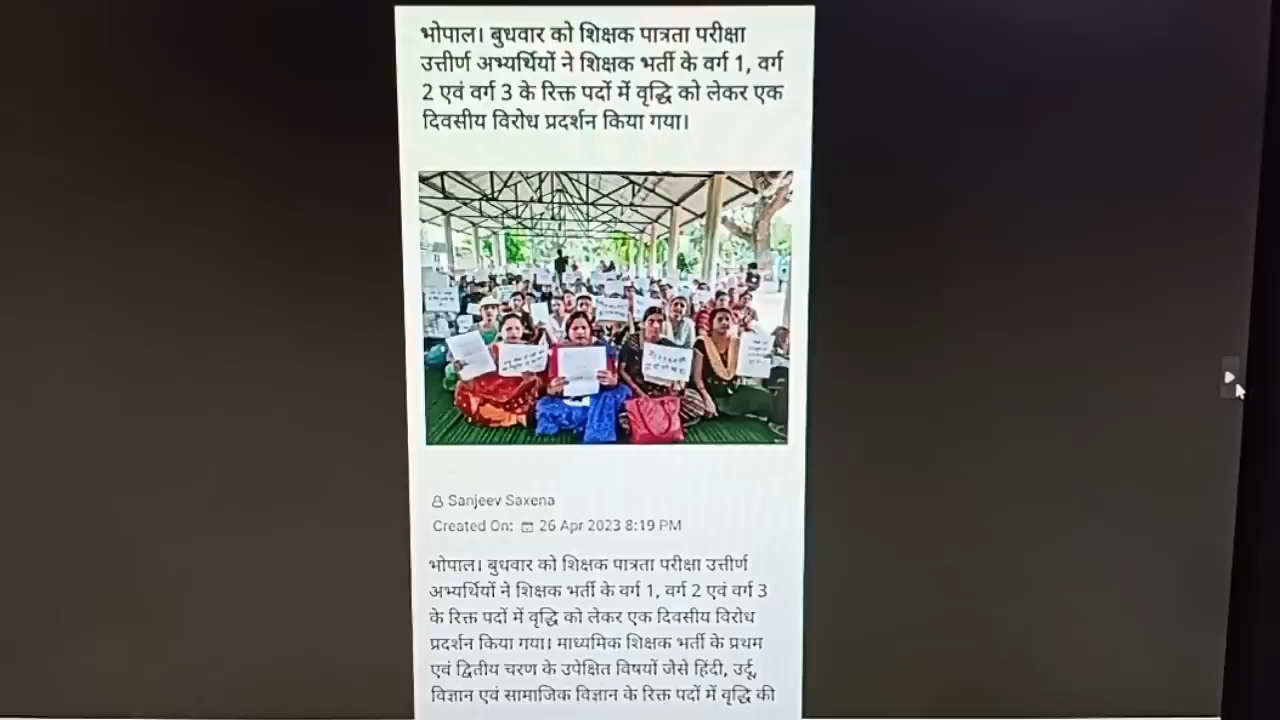 भोपाल। बुधवार को शिक्षक पात्रता परीक्षा
उत्तीर्ण अभ्यर्थियों ने शिक्षक भर्ती के वर्ग 1, वर्ग
2 एवं वर्ग 3 के रिक्त पदों में वृद्धि को लेकर एक
दिवसीय विरोध प्रदर्शन किया गया।
Sanjeev Saxena
Created On: 26 Apr 2023 8:19 PM
भोपाल। बुधवार को शिक्षक पात्रता परीक्षा उत्तीर्ण
अभ्यर्थियों ने शिक्षक भर्ती के वर्ग 1, वर्ग 2 एवं वर्ग 3
के रिक्त पदों में वृद्धि को लेकर एक दिवसीय विरोध
प्रदर्शन किया गया। माध्यमिक शिक्षक भर्ती के प्रथम
एवं द्वितीय चरण के उपेक्षित विषयों जैसे हिंदी, उर्दू,
विज्ञान एवं सामाजिक विज्ञान के रिक्त पदों में वृद्धि की